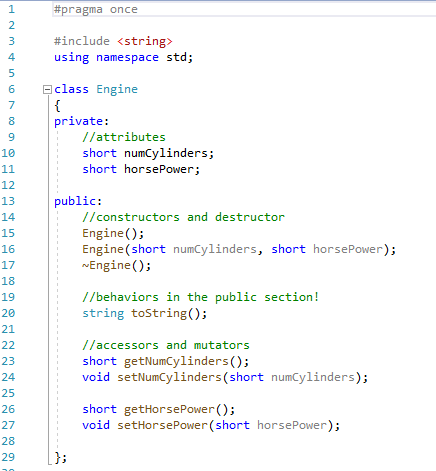 1 #pragma once
2
3 #include <string>
4 using namespace std;
5
6 class Engine
7 {
8 private:
9     //attributes
10     short numCylinders;
11     short horsePower;
12
13 public:
14     //constructors and destructor
15     Engine();
16     Engine(short numCylinders, short horsePower);
17     ~Engine();
18
19     //behaviors in the public section!
20     string toString();
21
22     //accessors and mutators
23     short getNumCylinders();
24     void setNumCylinders(short numCylinders);
25
26     short getHorsePower();
27     void setHorsePower(short horsePower);
28
29 };